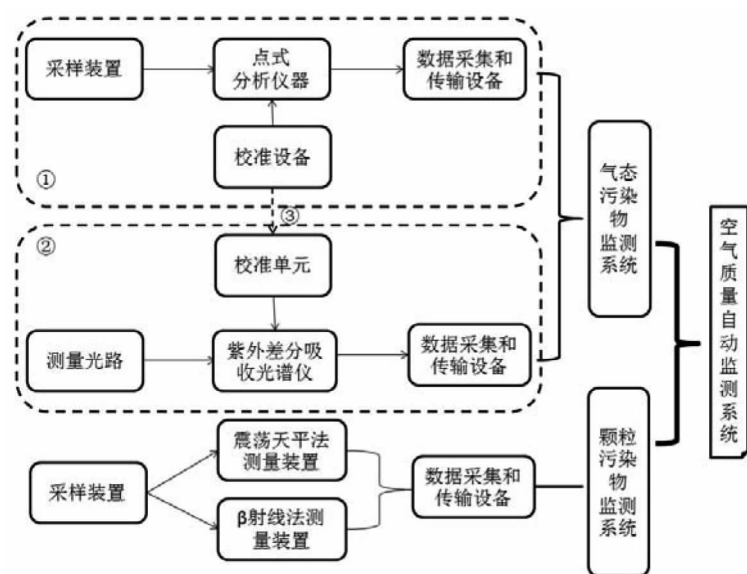 采样装置
点式
分析仪器
数据采集和
传输设备
校准设备
①
③
②
校准单元
测量光路
紫外差分吸
收光谱仪
数据采集和
传输设备
气态
污染
物
监测
系统
空
气
质
量
自
动
监
测
系
统
采样装置
震荡天平法
测量装置
β射线法测
量装置
数据采集和
传输设备
颗粒
污染
物
监测
系统